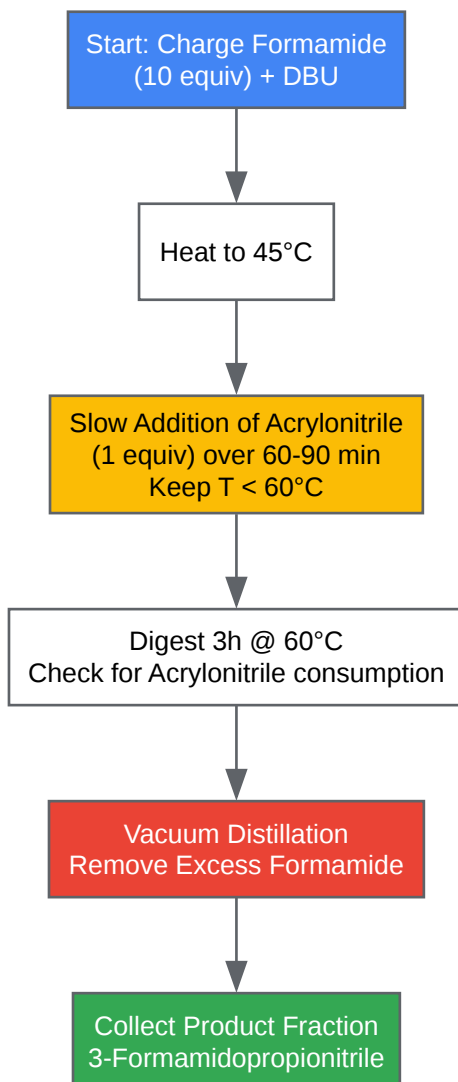 Start: Charge Formamide
(10 equiv) + DBU
Heat to 45°C
Slow Addition of Acrylonitrile
(1 equiv) over 60-90 min
Keep T < 60°C
Digest 3h @ 60°C
Check for Acrylonitrile consumption
Vacuum Distillation
Remove Excess Formamide
Collect Product Fraction
3-Formamidopropionitrile